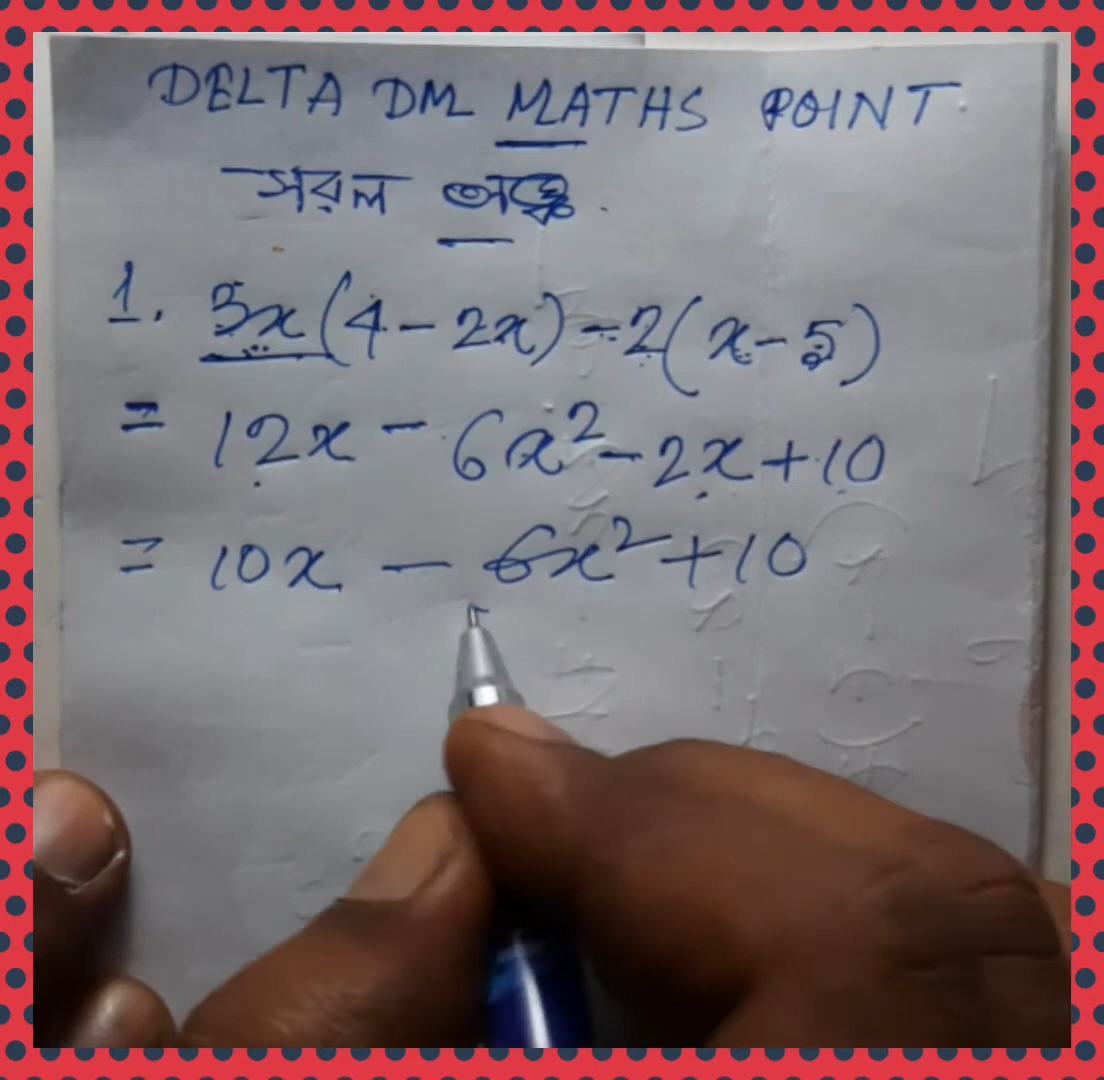 DELTA DM MATHS POINT.
সরল অঙ্ক.
1. 3x(4-2x)-2(x-5)
= 12x - 6x²-2x+10
= 10x - 6x²+10